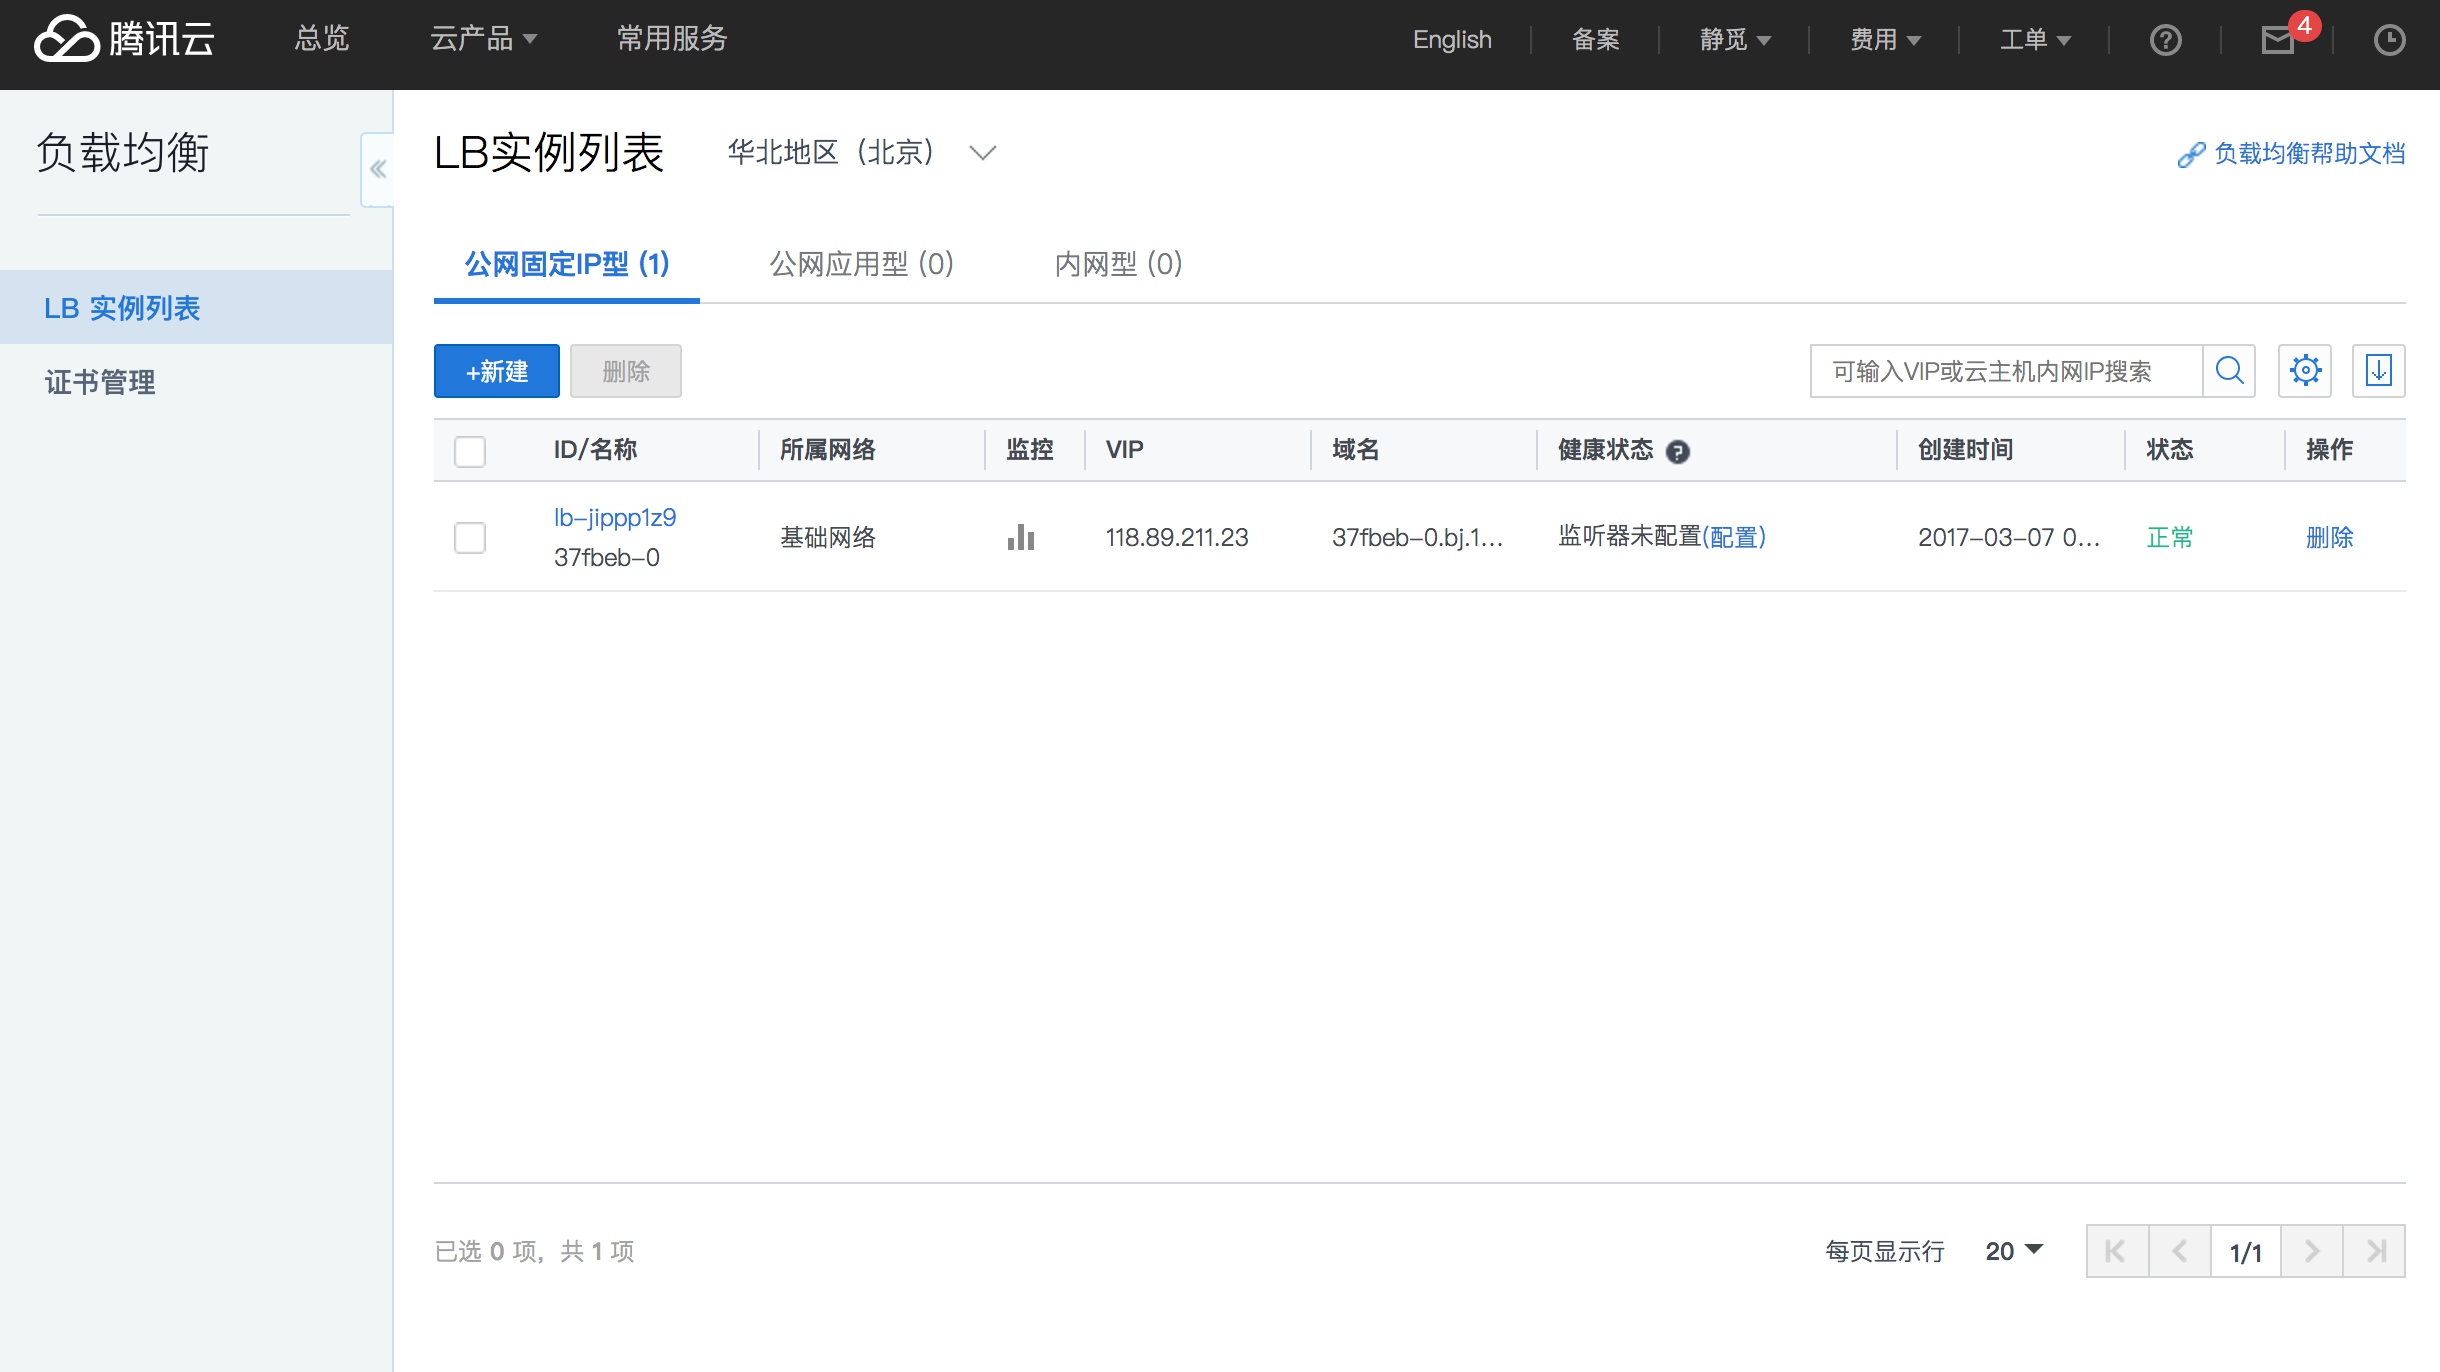 腾讯云 总览 云产品 常用服务 English 备案 静觅 费用 工单 4
负载均衡
LB 实例列表
证书管理
LB实例列表 华北地区（北京） 负载均衡帮助文档
公网固定IP型 (1) 公网应用型 (0) 内网型 (0)
+新建 删除 可输入VIP或云主机内网IP搜索
ID/名称 所属网络 监控 VIP 域名 健康状态 ? 创建时间 状态 操作
lb-jippp1z9
37fbeb-0 基础网络 118.89.211.23 37fbeb-0.bj.1... 监听器未配置(配置) 2017-03-07 0... 正常 删除
已选 0 项，共 1 项 每页显示行 20 1/1